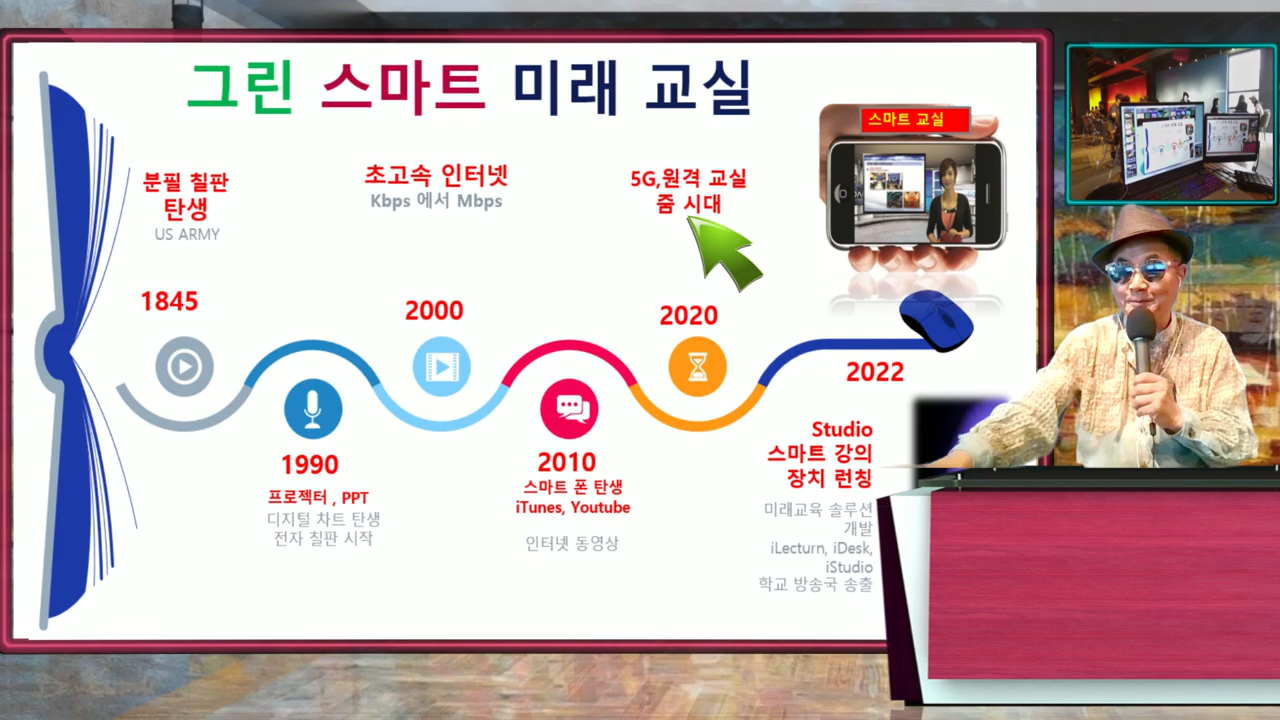 그린 스마트 미래 교실
스마트 교실
분필 칠판
탄생
US ARMY
초고속 인터넷
Kbps 에서 Mbps
5G,원격 교실
줌 시대
1845
2000
2020
2022
1990
프로젝터 , PPT
디지털 차트 탄생
전자 칠판 시작
2010
스마트 폰 탄생
iTunes, Youtube
인터넷 동영상
Studio
스마트 강의
장치 런칭
미래교육 솔루션
개발
iLecturn, iDesk,
iStudio
학교 방송국 송출